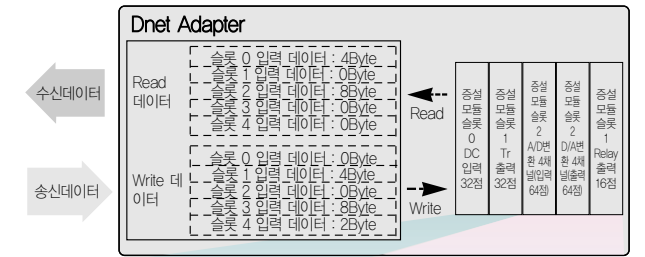 Dnet Adapter
수신데이터
Read
데이터
슬롯 0 입력 데이터 : 4Byte
슬롯 1 입력 데이터 : 0Byte
슬롯 2 입력 데이터 : 8Byte
슬롯 3 입력 데이터 : 0Byte
슬롯 4 입력 데이터 : 0Byte
Read
송신데이터
Write 데
이터
슬롯 0 입력 데이터 : 0Byte
슬롯 1 입력 데이터 : 4Byte
슬롯 2 입력 데이터 : 0Byte
슬롯 3 입력 데이터 : 8Byte
슬롯 4 입력 데이터 : 2Byte
Write
증설
모듈
슬롯
0
DC
입력
32점
증설
모듈
슬롯
1
Tr
출력
32점
증설
모듈
슬롯
2
A/D변
환 4채
널(입력
64점)
증설
모듈
슬롯
2
D/A변
환 4채
널(출력
64점)
증설
모듈
슬롯
1
Relay
출력
16점